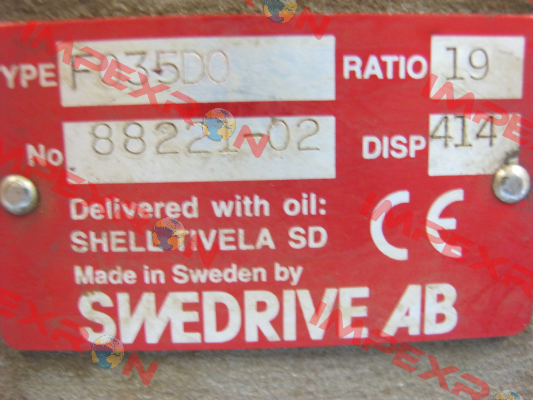 TYPE RATIO 19
No 88221-02 DISP 414
Delivered with oil:
SHELL TIVELA SD
Made in Sweden by
SWEDRIVE AB
CE
IMPEXRON